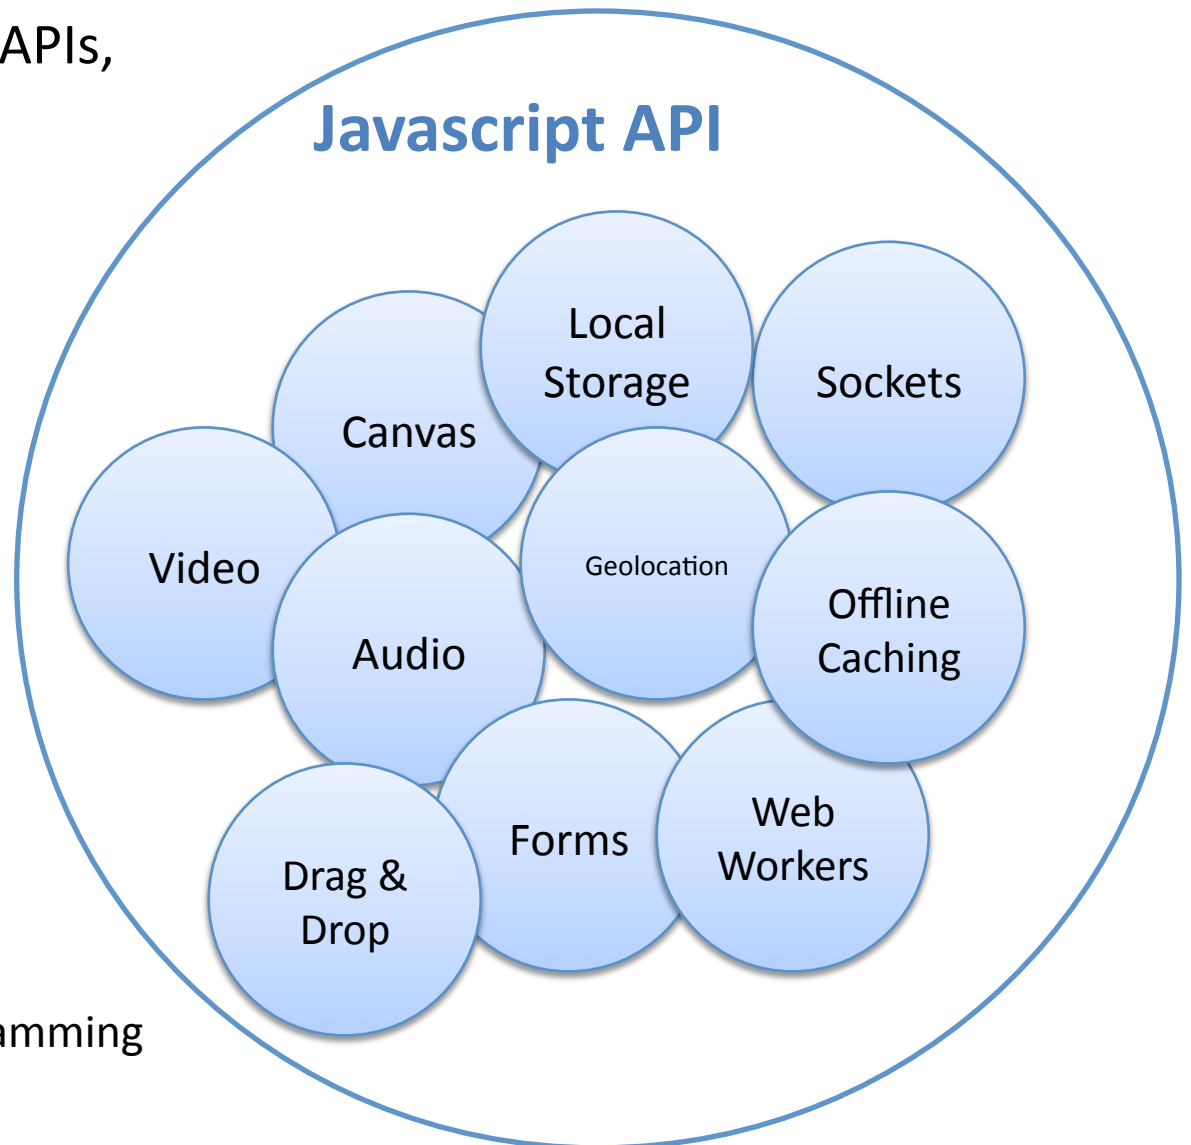 APIs,
Javascript API
Local
Storage
Sockets
Canvas
Video
Geolocation
Audio
Offline
Caching
Web
Workers
Forms
Drag &
Drop
amming